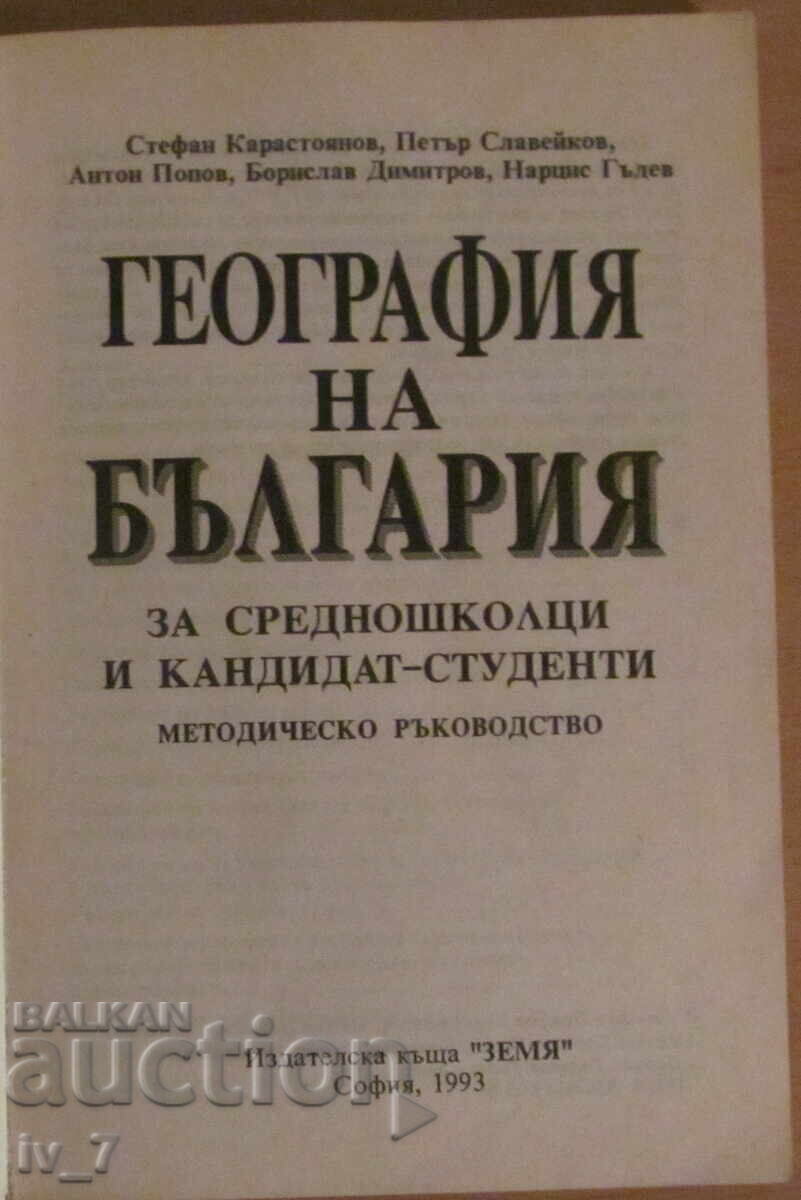 Стефан Карастоянов, Петър Славейков,
Антон Попов, Борислав Димитров, Нарцис Гълев
ГЕОГРАФИЯ
НА
БЪЛГАРИЯ
ЗА СРЕДНОШКОЛЦИ
И КАНДИДАТ-СТУДЕНТИ
МЕТОДИЧЕСКО РЪКОВОДСТВО
Издателска къща "ЗЕМЯ"
София, 1993
BALKAN
auction
iv_7